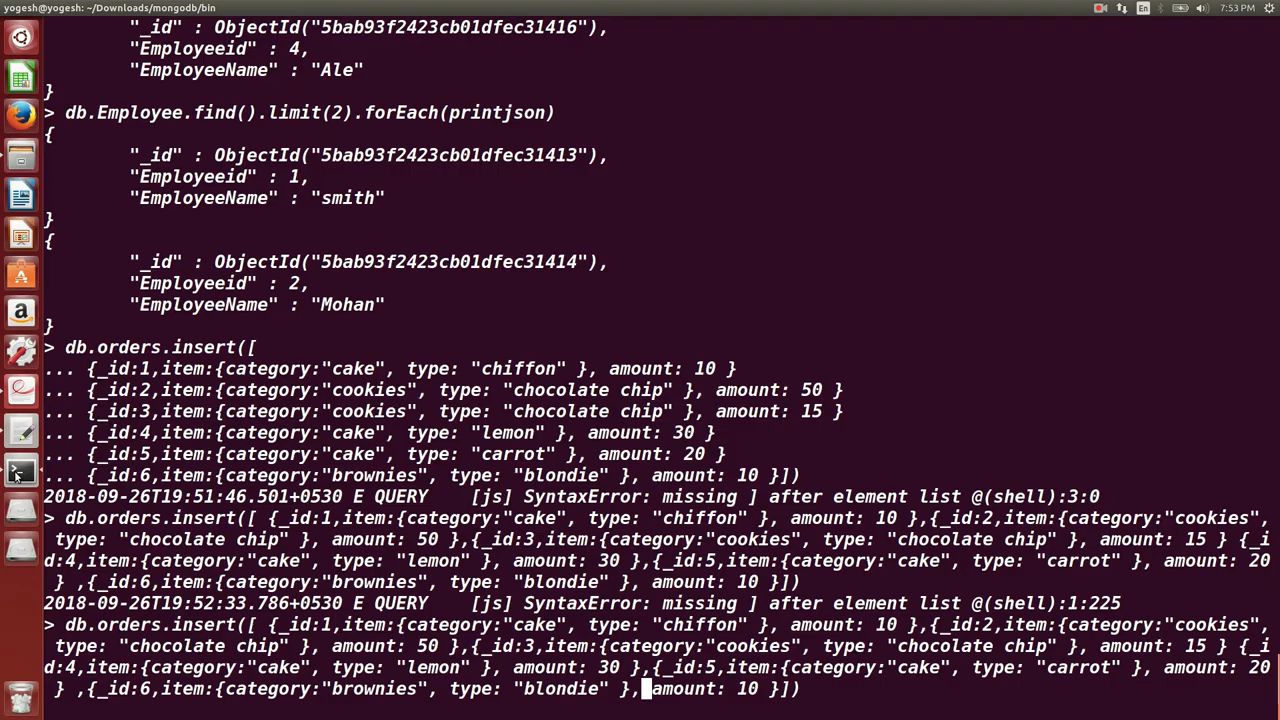 yogesh@yogesh: ~/Downloads/mongodb/bin
En
7:53 PM
"_id" : ObjectId("5bab93f2423cb01dfec31416"),
"Employeeid" : 4,
"EmployeeName" : "Ale"
}
> db.Employee.find().limit(2).forEach(printjson)
{
"_id" : ObjectId("5bab93f2423cb01dfec31413"),
"Employeeid" : 1,
"EmployeeName" : "smith"
}
{
"_id" : ObjectId("5bab93f2423cb01dfec31414"),
"Employeeid" : 2,
"EmployeeName" : "Mohan"
}
> db.orders.insert([
... {_id:1,item:{category:"cake", type: "chiffon" }, amount: 10 }
... {_id:2,item:{category:"cookies", type: "chocolate chip" }, amount: 50 }
... {_id:3,item:{category:"cookies", type: "chocolate chip" }, amount: 15 }
... {_id:4,item:{category:"cake", type: "lemon" }, amount: 30 }
... {_id:5,item:{category:"cake", type: "carrot" }, amount: 20 }
... {_id:6,item:{category:"brownies", type: "blondie" }, amount: 10 }])
2018-09-26T19:51:46.501+0530 E QUERY    [js] SyntaxError: missing ] after element list @(shell):3:0
> db.orders.insert([ {_id:1,item:{category:"cake", type: "chiffon" }, amount: 10 },{_id:2,item:{category:"cookies",
type: "chocolate chip" }, amount: 50 },{_id:3,item:{category:"cookies", type: "chocolate chip" }, amount: 15 } {_i
d:4,item:{category:"cake", type: "lemon" }, amount: 30 },{_id:5,item:{category:"cake", type: "carrot" }, amount: 20
} ,{_id:6,item:{category:"brownies", type: "blondie" }, amount: 10 }])
2018-09-26T19:52:33.786+0530 E QUERY    [js] SyntaxError: missing ] after element list @(shell):1:225
> db.orders.insert([ {_id:1,item:{category:"cake", type: "chiffon" }, amount: 10 },{_id:2,item:{category:"cookies",
type: "chocolate chip" }, amount: 50 },{_id:3,item:{category:"cookies", type: "chocolate chip" }, amount: 15 } {_i
d:4,item:{category:"cake", type: "lemon" }, amount: 30 },{_id:5,item:{category:"cake", type: "carrot" }, amount: 20
} ,{_id:6,item:{category:"brownies", type: "blondie" }, amount: 10 }])